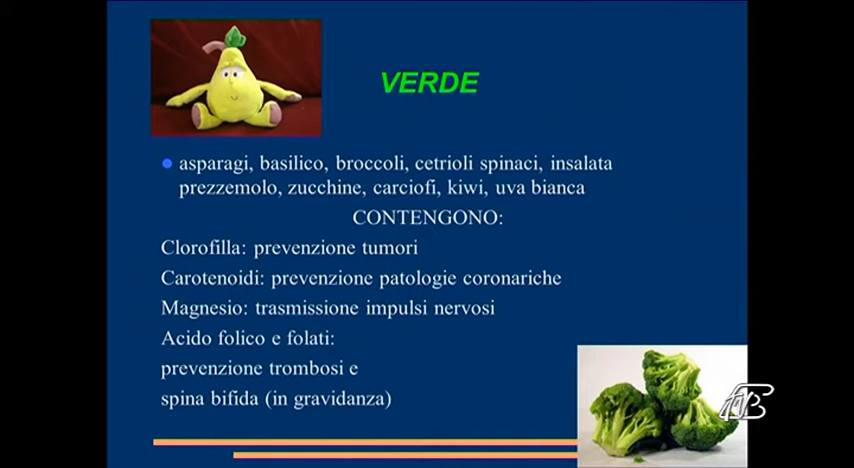 VERDE
asparagi, basilico, broccoli, cetrioli spinaci, insalata
prezzemolo, zucchine, carciofi, kiwi, uva bianca
CONTENGONO:
Clorofilla: prevenzione tumori
Carotenoidi: prevenzione patologie coronariche
Magnesio: trasmissione impulsi nervosi
Acido folico e folati:
prevenzione trombosi e
spina bifida (in gravidanza)